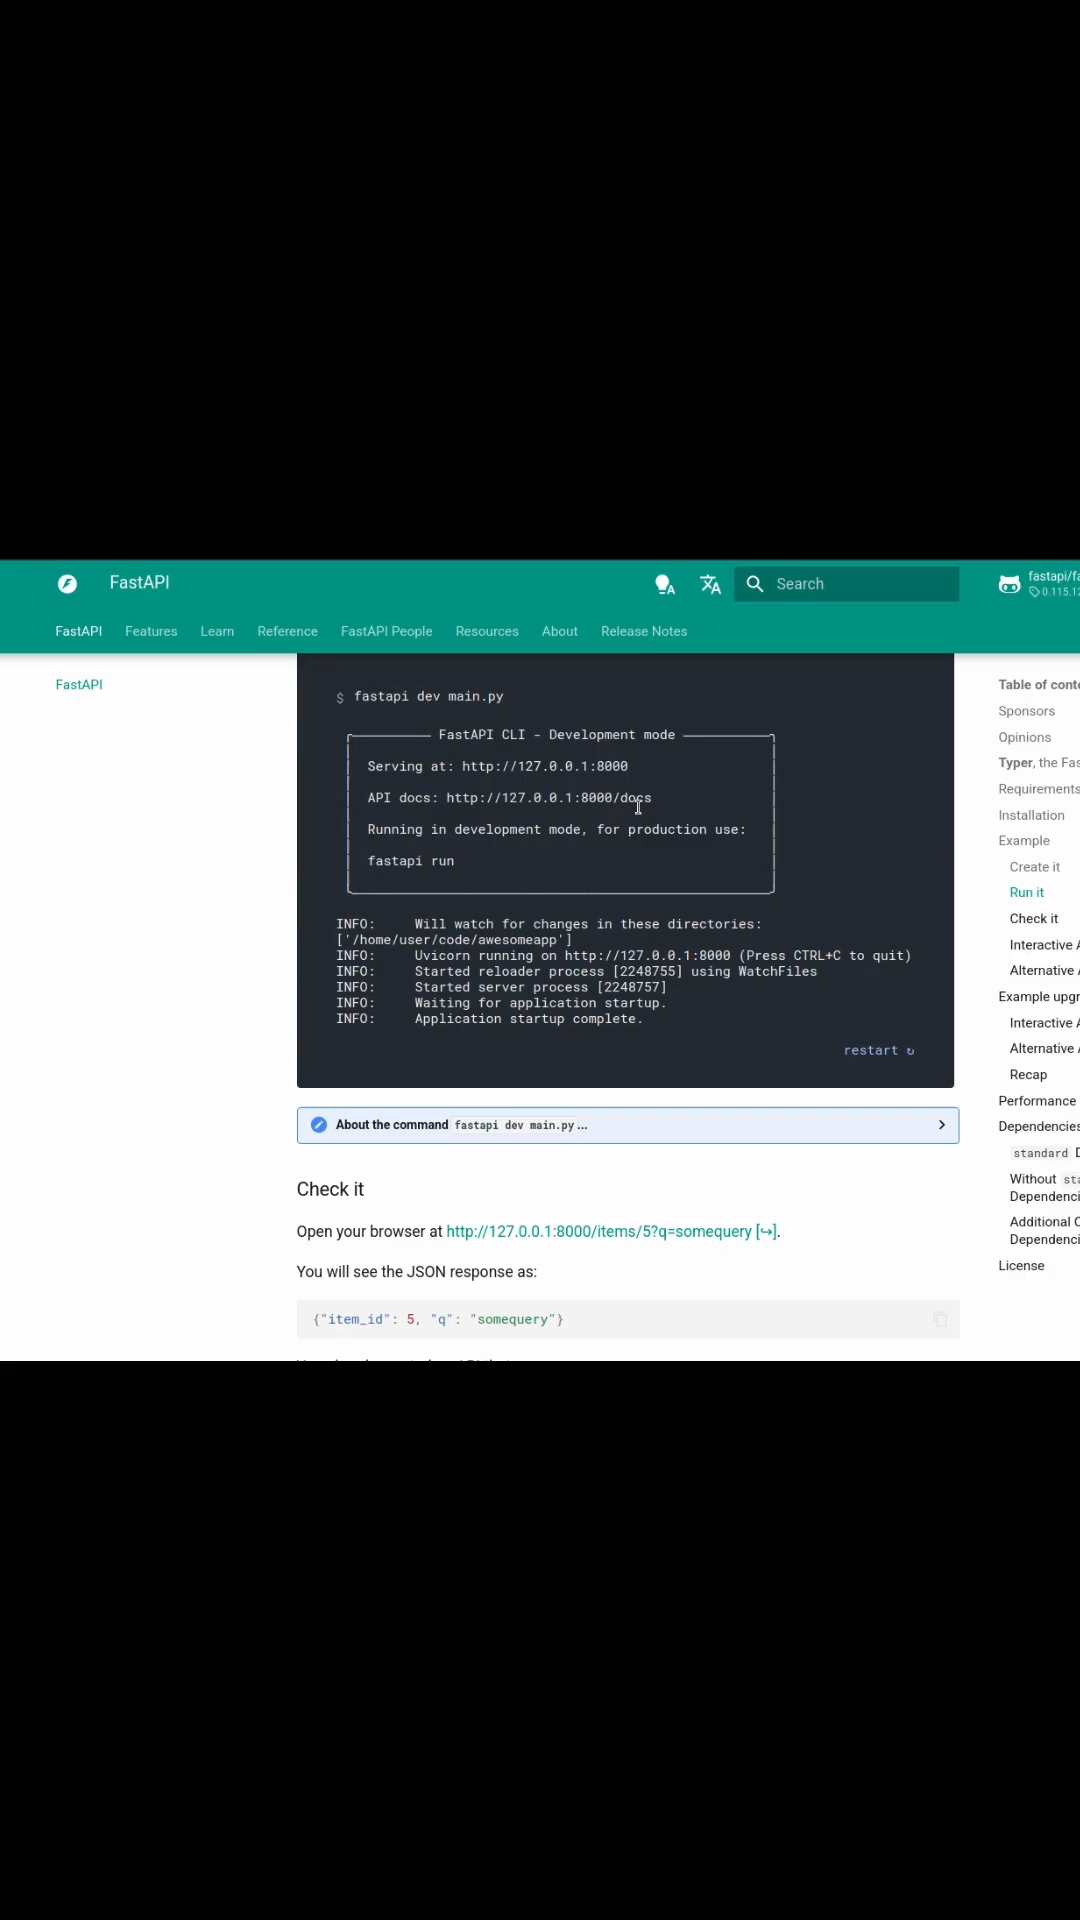 FastAPI
Search
fastapi/fa
0.115.12
FastAPI
Features
Learn
Reference
FastAPI People
Resources
About
Release Notes
FastAPI
$ fastapi dev main.py
FastAPI CLI - Development mode
Serving at: http://127.0.0.1:8000
API docs: http://127.0.0.1:8000/docs
Running in development mode, for production use:
fastapi run
INFO: Will watch for changes in these directories:
['/home/user/code/awesomeapp']
INFO: Uvicorn running on http://127.0.0.1:8000 (Press CTRL+C to quit)
INFO: Started reloader process [2248755] using WatchFiles
INFO: Started server process [2248757]
INFO: Waiting for application startup.
INFO: Application startup complete.
restart ↻
About the command fastapi dev main.py...
Check it
Open your browser at http://127.0.0.1:8000/items/5?q=somequery [↪].
You will see the JSON response as:
{"item_id": 5, "q": "somequery"}
Table of conte
Sponsors
Opinions
Typer, the Fas
Requirements
Installation
Example
Create it
Run it
Check it
Interactive A
Alternative A
Example upgr
Interactive A
Alternative A
Recap
Performance
Dependencies
standard D
Without sta
Dependenci
Additional O
Dependenci
License